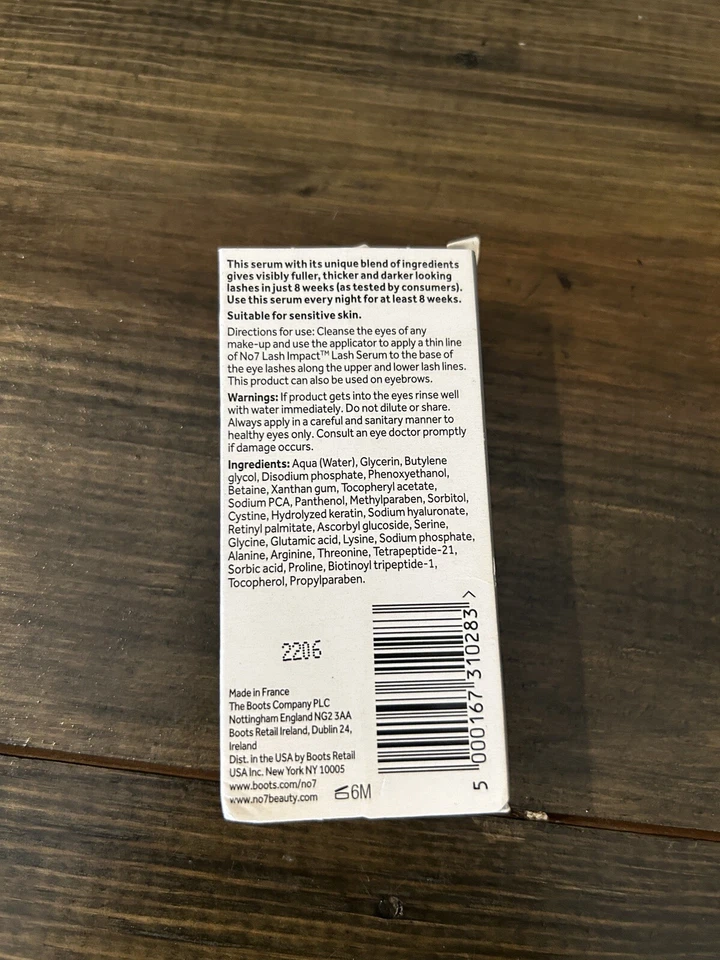 This serum with its unique blend of ingredients
gives visibly fuller, thicker and darker looking
lashes in just 8 weeks (as tested by consumers).
Use this serum every night for at least 8 weeks.
Suitable for sensitive skin.
Directions for use: Cleanse the eyes of any
make-up and use the applicator to apply a thin line
of No7 Lash Impact™ Lash Serum to the base of
the eye lashes along the upper and lower lash lines.
This product can also be used on eyebrows.
Warnings: If product gets into the eyes rinse well
with water immediately. Do not dilute or share.
Always apply in a careful and sanitary manner to
healthy eyes only. Consult an eye doctor promptly
if damage occurs.
Ingredients: Aqua (Water), Glycerin, Butylene
glycol, Disodium phosphate, Phenoxyethanol,
Betaine, Xanthan gum, Tocopheryl acetate,
Sodium PCA, Panthenol, Methylparaben, Sorbitol,
Cystine, Hydrolyzed keratin, Sodium hyaluronate,
Retinyl palmitate, Ascorbyl glucoside, Serine,
Glycine, Glutamic acid, Lysine, Sodium phosphate,
Alanine, Arginine, Threonine, Tetrapeptide-21,
Sorbic acid, Proline, Biotinoyl tripeptide-1,
Tocopherol, Propylparaben.
2206
Made in France
The Boots Company PLC
Nottingham England NG2 3AA
Boots Retail Ireland, Dublin 24,
Ireland
Dist. in the USA by Boots Retail
USA Inc. New York NY 10005
www.boots.com/no7
www.no7beauty.com
6M
5 000167 310283 >